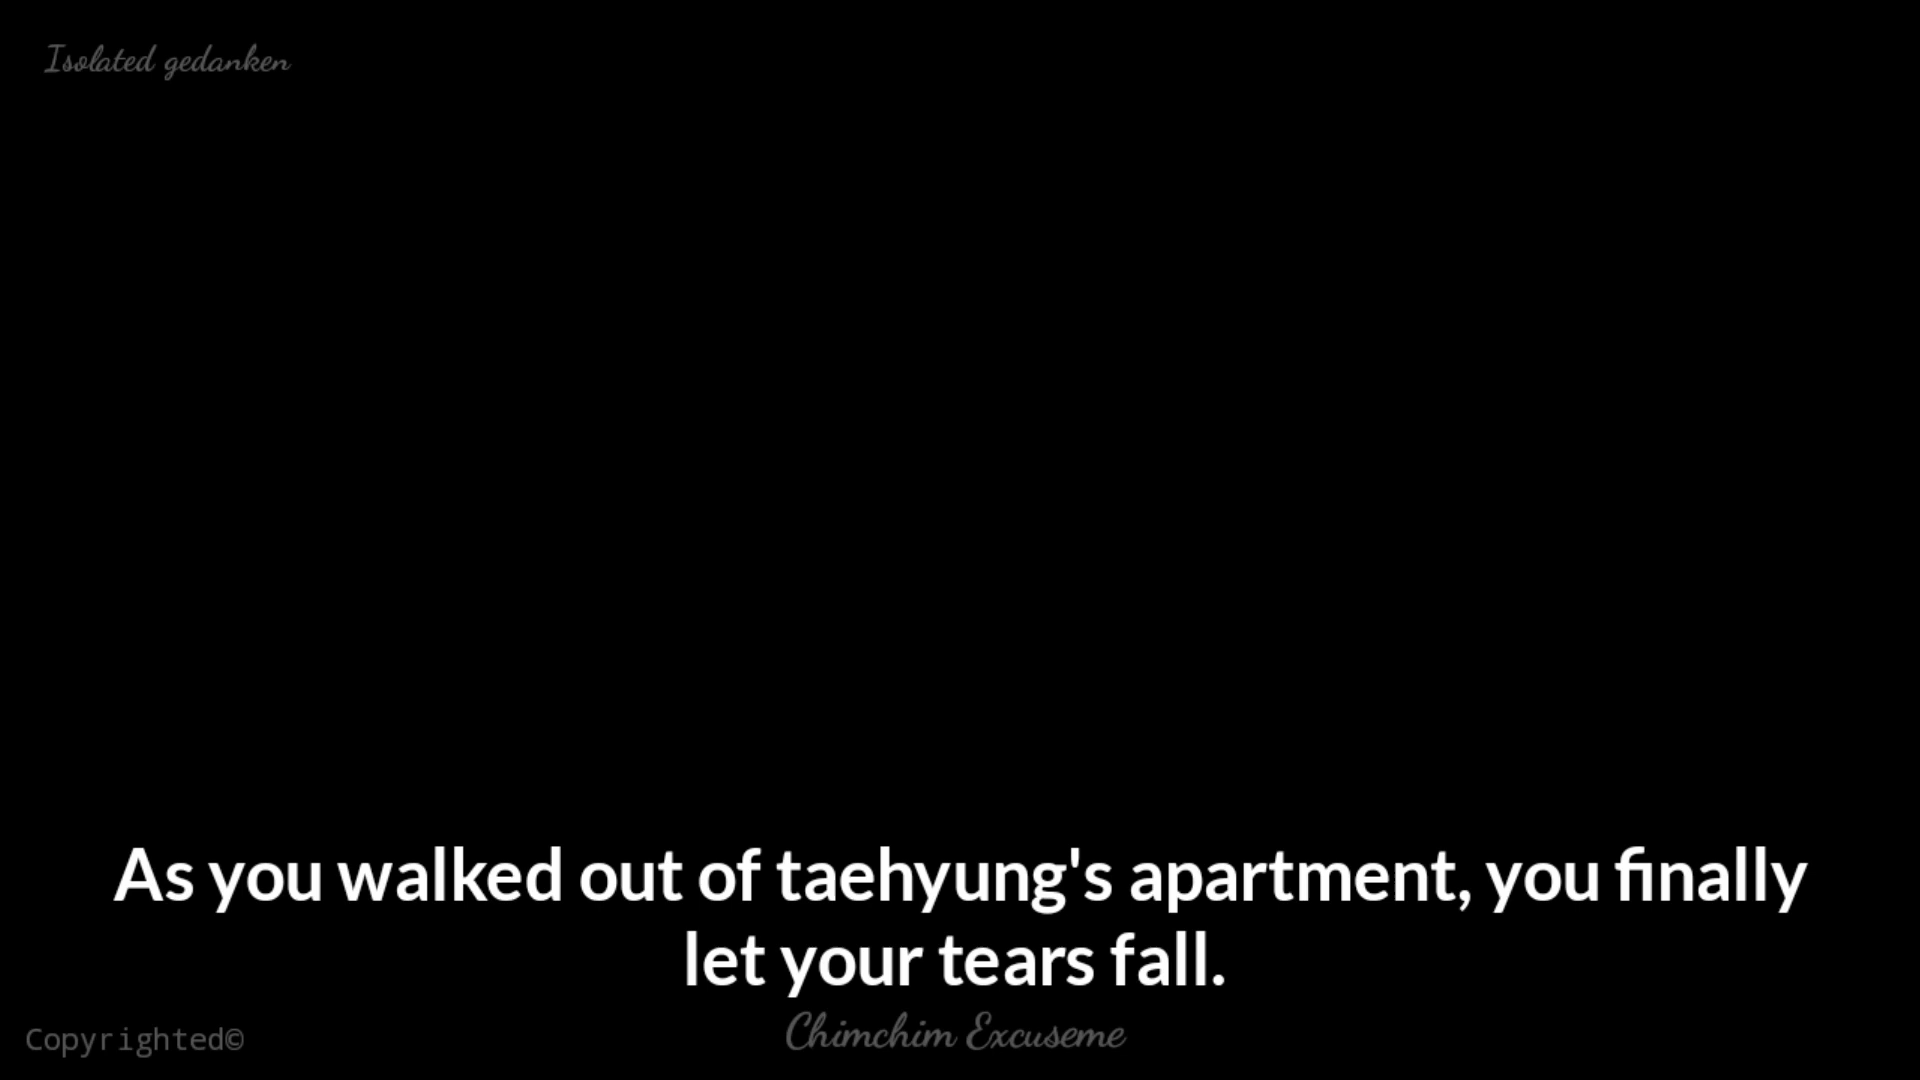 Isolated gedanken
As you walked out of taehyung's apartment, you finally
let your tears fall.
Chimchim Excuseme
Copyrighted©